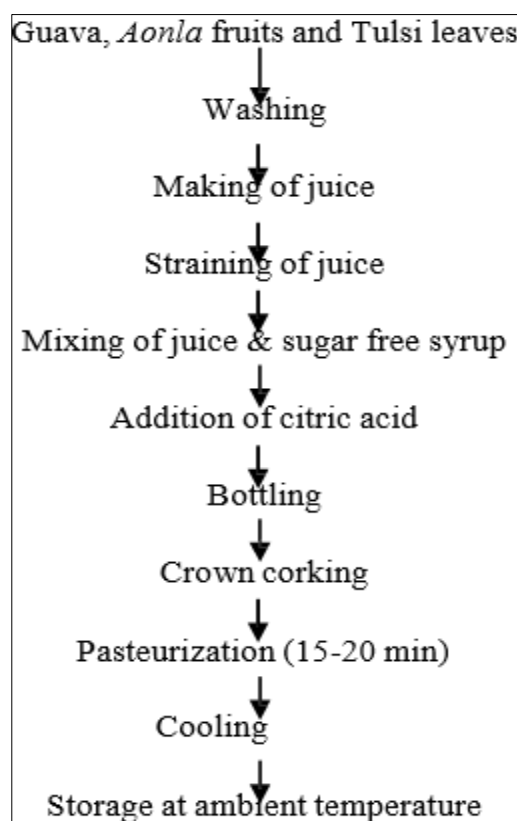 Guava, Aonla fruits and Tulsi leaves
Washing
Making of juice
Straining of juice
Mixing of juice & sugar free syrup
Addition of citric acid
Bottling
Crown corking
Pasteurization (15-20 min)
Cooling
Storage at ambient temperature